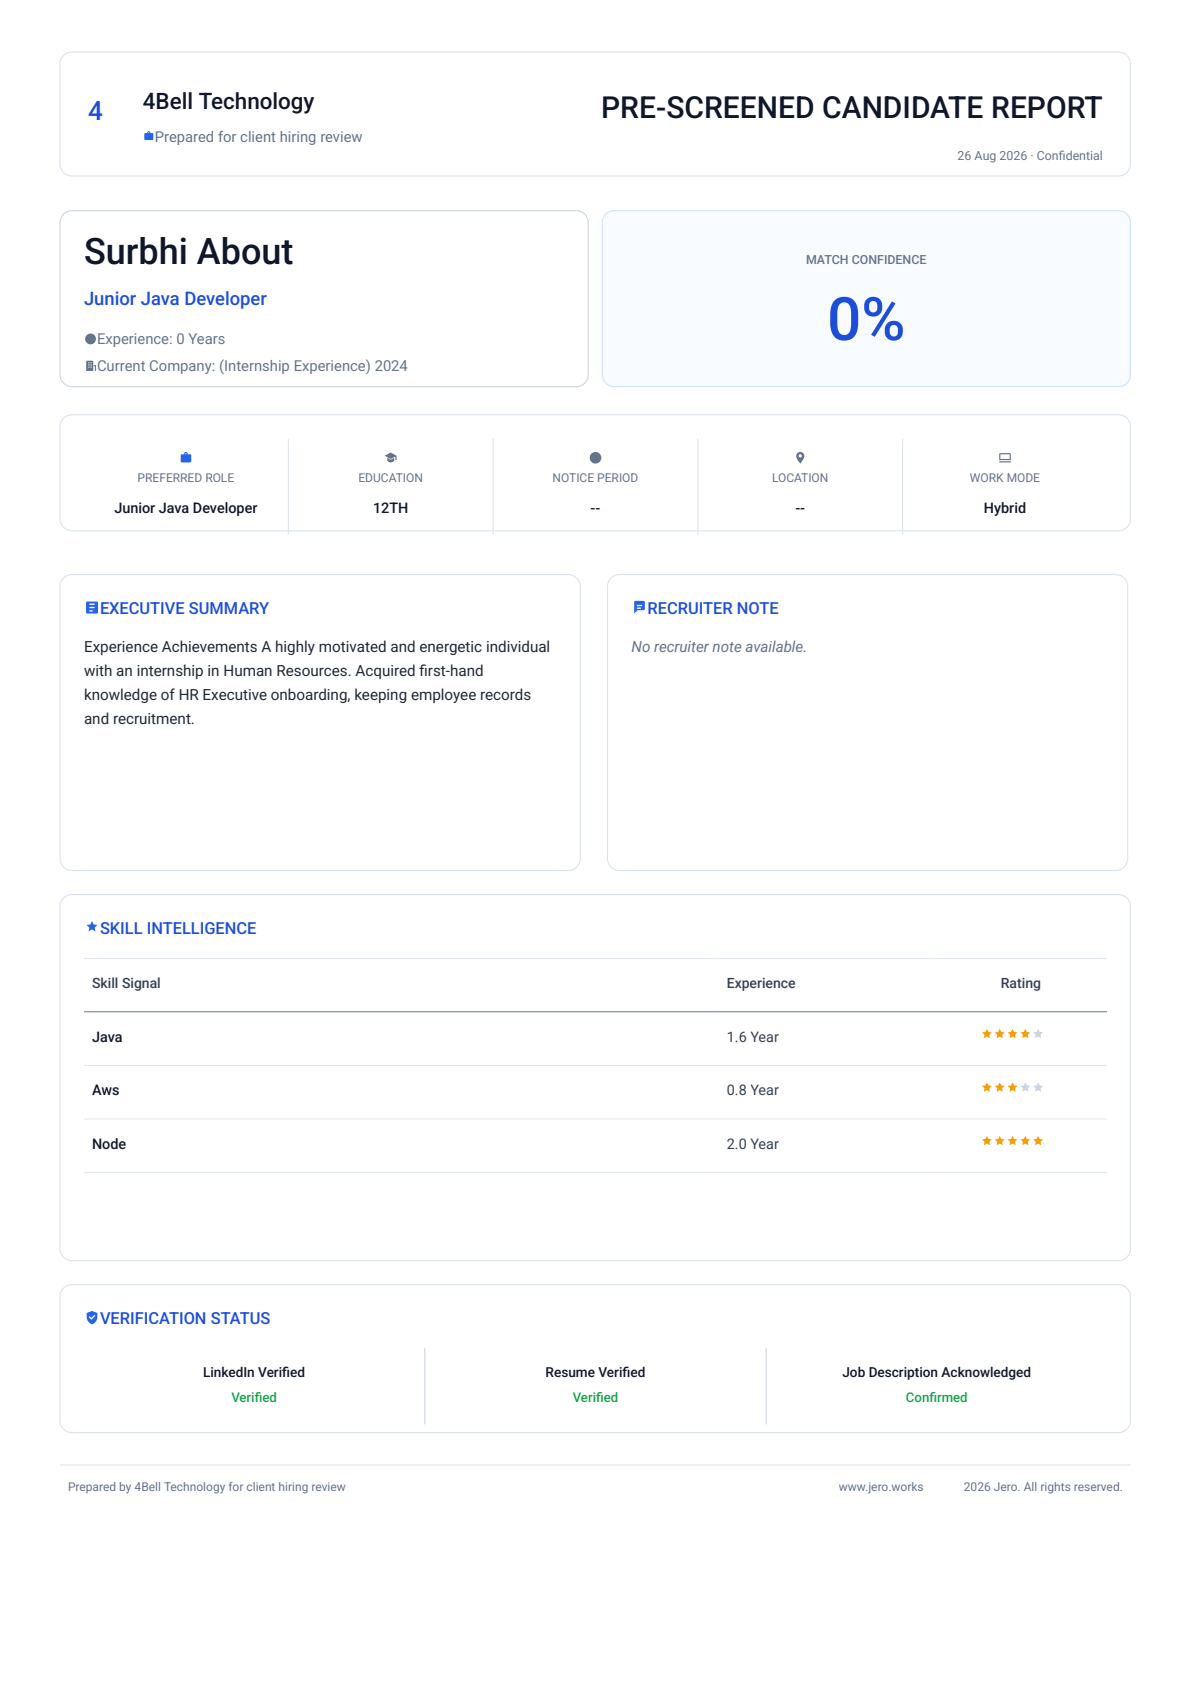 4
4Bell Technology
Prepared for client hiring review
PRE-SCREENED CANDIDATE REPORT
26 Aug 2026 · Confidential
Surbhi About
Junior Java Developer
Experience: 0 Years
Current Company: (Internship Experience) 2024
MATCH CONFIDENCE
0%
PREFERRED ROLE
Junior Java Developer
EDUCATION
12TH
NOTICE PERIOD
--
LOCATION
--
WORK MODE
Hybrid
EXECUTIVE SUMMARY
Experience Achievements A highly motivated and energetic individual
with an internship in Human Resources. Acquired first-hand
knowledge of HR Executive onboarding, keeping employee records
and recruitment.
RECRUITER NOTE
No recruiter note available.
SKILL INTELLIGENCE
Skill Signal Experience Rating
Java 1.6 Year
Aws 0.8 Year
Node 2.0 Year
VERIFICATION STATUS
LinkedIn Verified
Verified
Resume Verified
Verified
Job Description Acknowledged
Confirmed
Prepared by 4Bell Technology for client hiring review
www.jero.works
2026 Jero. All rights reserved.